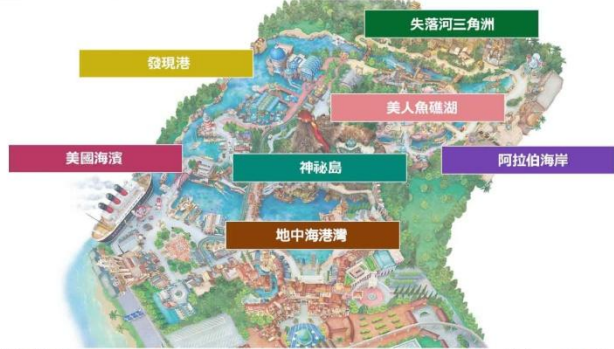 失落河三角洲
發現港
美人魚礁湖
美國海濱
神祕島
阿拉伯海岸
地中海港灣